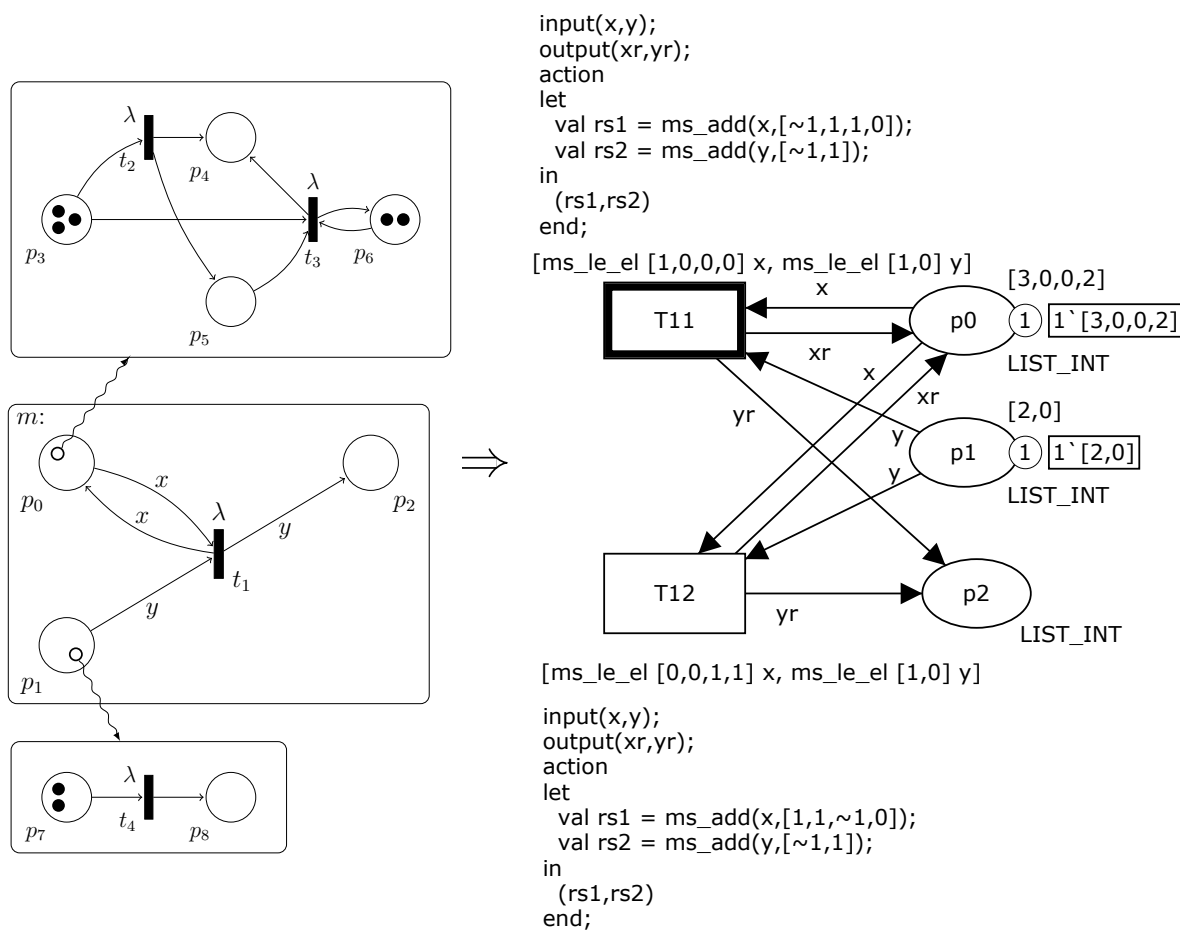 input(x,y);
output(xr,yr);
action
let
val rs1 = ms_add(x,[~1,1,1,0]);
val rs2 = ms_add(y,[~1,1]);
in
(rs1,rs2)
end;
λ
t2
p4
λ
p3
t3
p6
p5
m:
p0
x
x
λ
p2
y
t1
y
p1
λ
p7
t4
p8
⇒
[ms_le_el [1,0,0,0] x, ms_le_el [1,0] y]
x
[3,0,0,2]
T11
p0
1
1`[3,0,0,2]
xr
LIST_INT
x
xr
yr
[2,0]
y
p1
1
1`[2,0]
y
LIST_INT
T12
p2
yr
LIST_INT
[ms_le_el [0,0,1,1] x, ms_le_el [1,0] y]
input(x,y);
output(xr,yr);
action
let
val rs1 = ms_add(x,[1,1,~1,0]);
val rs2 = ms_add(y,[~1,1]);
in
(rs1,rs2)
end;